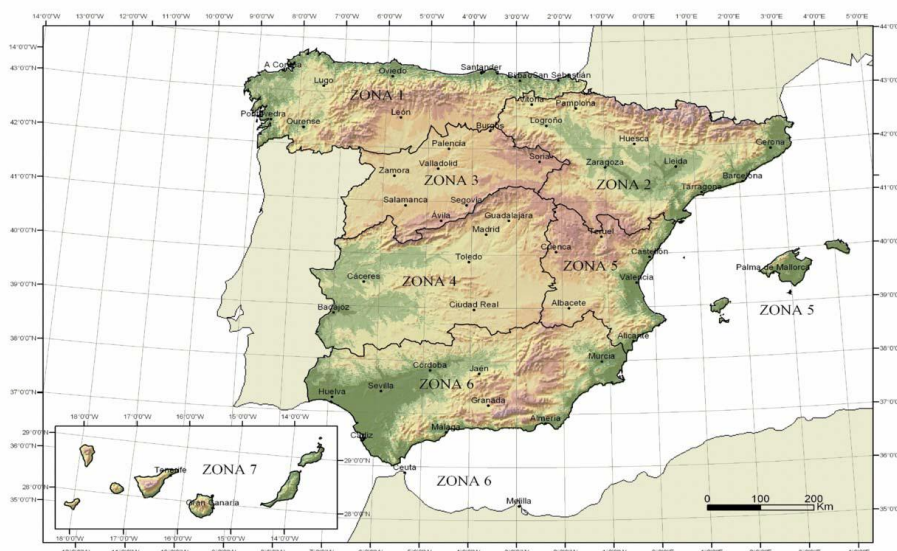 14°0'0"O 13°0'0"O 12°0'0"O 11°0'0"O 10°0'0"O 9°0'0"O 8°0'0"O 7°0'0"O 6°0'0"O 5°0'0"O 4°0'0"O 3°0'0"O 2°0'0"O 1°0'0"O 0°0'0"E 1°0'0"E 2°0'0"E 3°0'0"E 4°0'0"E 5°0'0"E
44°0'0"N
43°0'0"N
42°0'0"N
41°0'0"N
40°0'0"N
39°0'0"N
38°0'0"N
37°0'0"N
36°0'0"N
35°0'0"N
A Coruña
Lugo
Oviedo
Santander
Bilbao
San Sebastián
ZONA 1
Vitoria
Pamplona
Pontevedra
Ourense
León
Burgos
Logroño
Huesca
Gerona
Palencia
Valladolid
Soria
Zaragoza
Lleida
Zamora
ZONA 3
ZONA 2
Barcelona
Tarragona
Salamanca
Segovia
Ávila
Guadalajara
Madrid
Teruel
Cuenca
Castellón
Toledo
ZONA 5
Palma de Mallorca
Cáceres
ZONA 4
Valencia
Badajóz
Ciudad Real
Albacete
ZONA 5
Alicante
Murcia
Córdoba
Jaén
Huelva
Sevilla
ZONA 6
Granada
Almería
Málaga
Cádiz
Ceuta
ZONA 6
Melilla
18°0'0"O 17°0'0"O 16°0'0"O 15°0'0"O 14°0'0"O
29°0'0"N
28°0'0"N
Tenerife
ZONA 7
Gran Canaria
0 100 200
Km